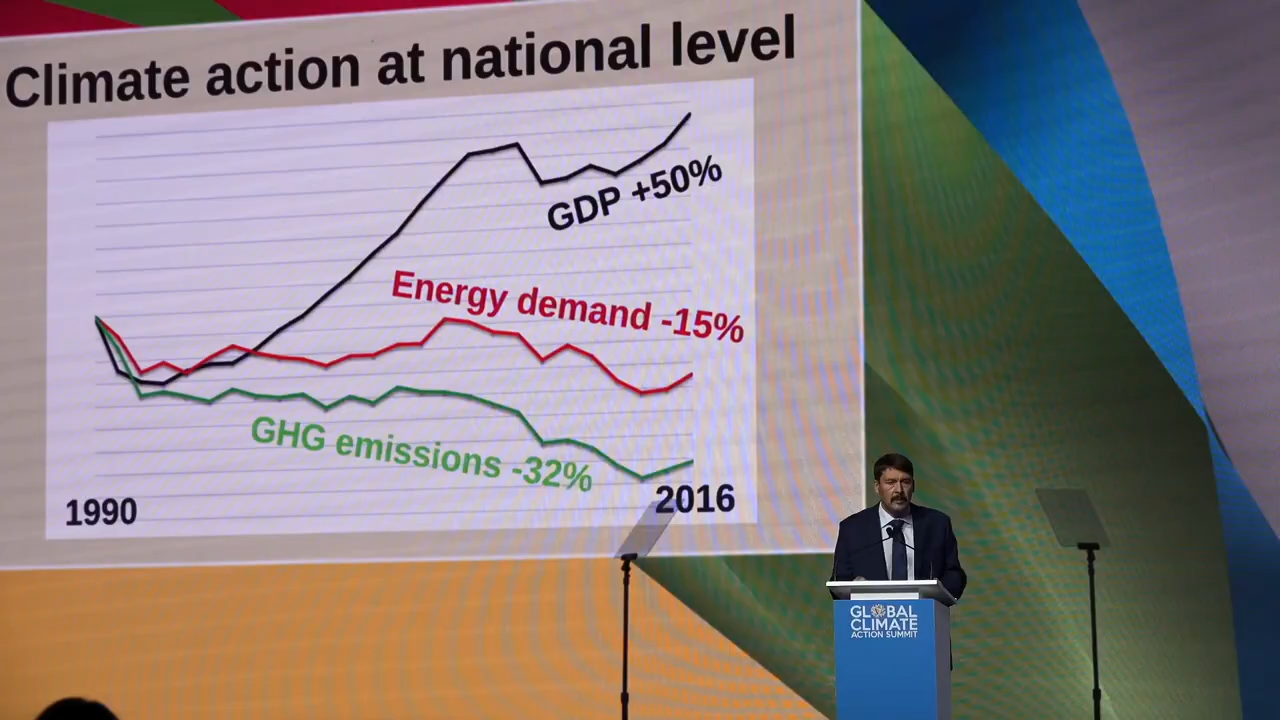 Climate action at national level
GDP +50%
Energy demand -15%
GHG emissions -32%
1990
2016
GLOBAL
CLIMATE
ACTION SUMMIT